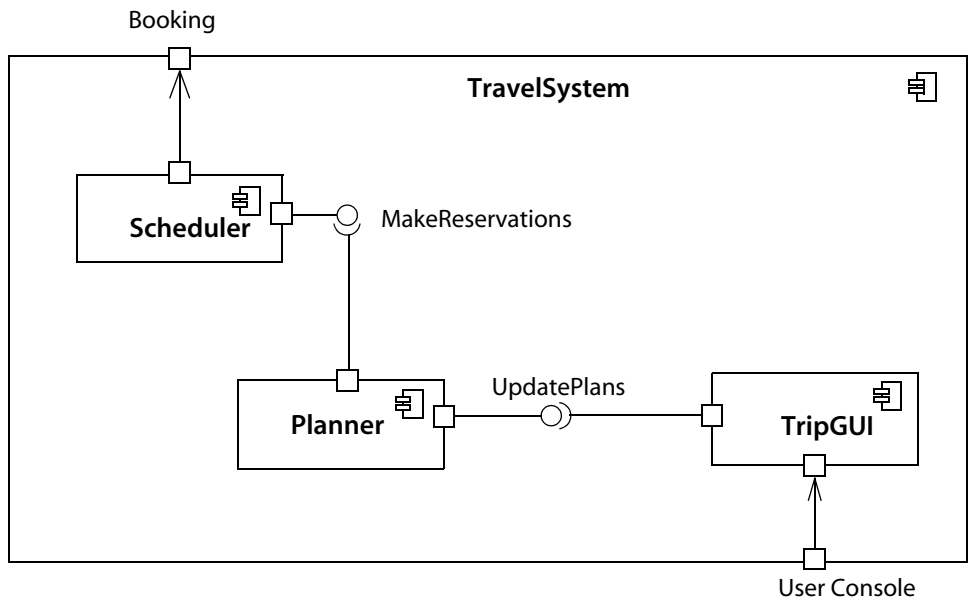 Booking
TravelSystem
Scheduler
MakeReservations
UpdatePlans
Planner
TripGUI
User Console